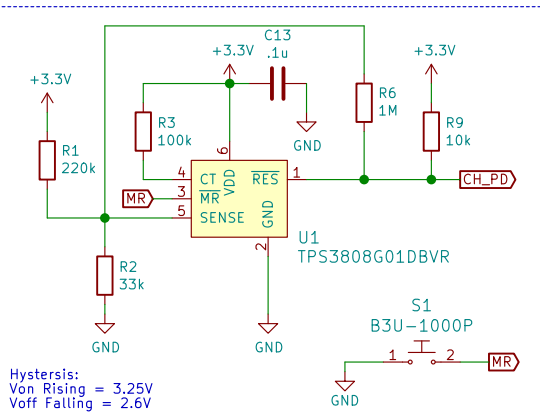 C13
.1u
+3.3V
+3.3V
+3.3V
R6
1M
R3
100k
R9
10k
GND
R1
220k
6
4
CT
VDD
RES
1
CH_PD
MR
3
MR
5
SENSE
GND
2
U1
TPS3808G01DBVR
R2
33k
GND
GND
S1
B3U-1000P
1
2
MR
GND
Hystersis:
Von Rising = 3.25V
Voff Falling = 2.6V